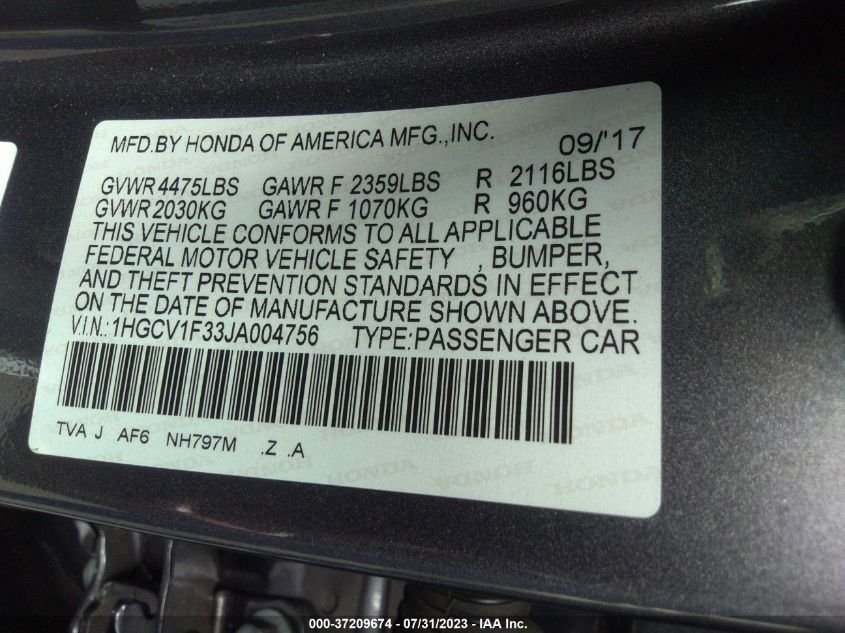 MFD.BY HONDA OF AMERICA MFG.,INC. 09/'17
GVWR 4475LBS GAWR F 2359LBS R 2116LBS
GVWR 2030KG GAWR F 1070KG R 960KG
THIS VEHICLE CONFORMS TO ALL APPLICABLE
FEDERAL MOTOR VEHICLE SAFETY , BUMPER,
AND THEFT PREVENTION STANDARDS IN EFFECT
ON THE DATE OF MANUFACTURE SHOWN ABOVE.
V.I.N.:1HGCV1F33JA004756 TYPE:PASSENGER CAR
TVA J AF6 NH797M .Z .A
000-37209674 - 07/31/2023 - IAA Inc.